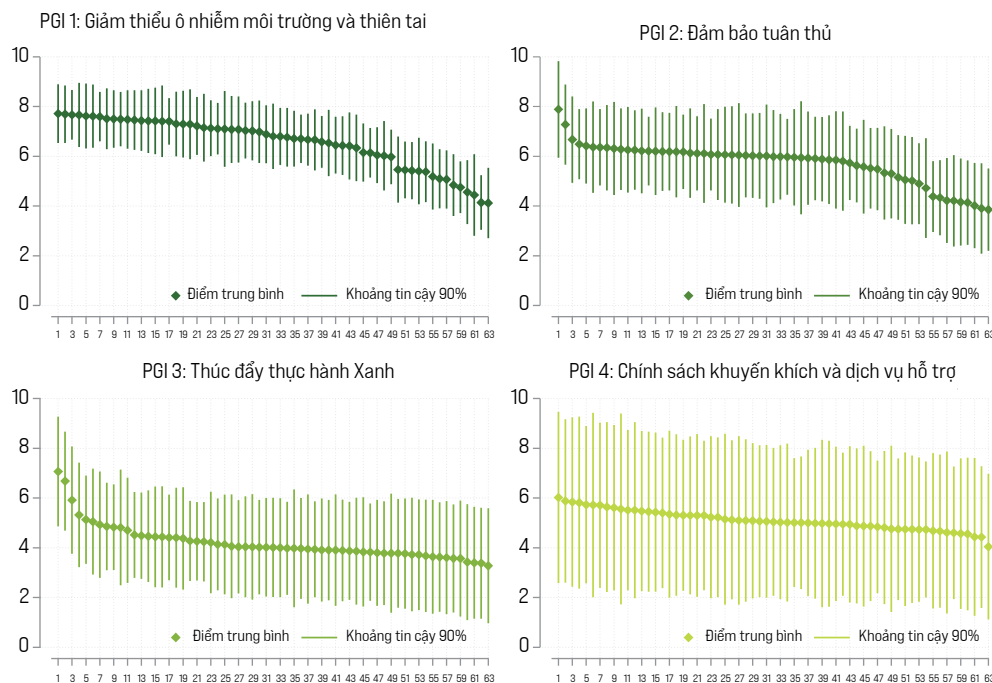 PGI 1: Giảm thiểu ô nhiễm môi trường và thiên tai
10
8
6
4
2
0
Điểm trung bình Khoảng tin cậy 90%
1 3 5 7 9 11 13 15 17 19 21 23 25 27 29 31 33 35 37 39 41 43 45 47 49 51 53 55 57 59 61 63
PGI 2: Đảm bảo tuân thủ
10
8
6
4
2
0
Điểm trung bình Khoảng tin cậy 90%
1 3 5 7 9 11 13 15 17 19 21 23 25 27 29 31 33 35 37 39 41 43 45 47 49 51 53 55 57 59 61 63
PGI 3: Thúc đẩy thực hành Xanh
10
8
6
4
2
0
Điểm trung bình Khoảng tin cậy 90%
1 3 5 7 9 11 13 15 17 19 21 23 25 27 29 31 33 35 37 39 41 43 45 47 49 51 53 55 57 59 61 63
PGI 4: Chính sách khuyến khích và dịch vụ hỗ trợ
10
8
6
4
2
0
Điểm trung bình Khoảng tin cậy 90%
1 3 5 7 9 11 13 15 17 19 21 23 25 27 29 31 33 35 37 39 41 43 45 47 49 51 53 55 57 59 61 63